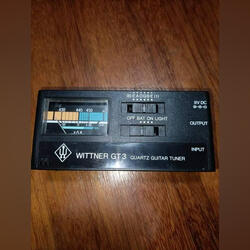 9V DC
OFF BAT ON LIGHT
OUTPUT
430 440 450
INPUT
WITTNER GT3 QUARTZ GUITAR TUNER